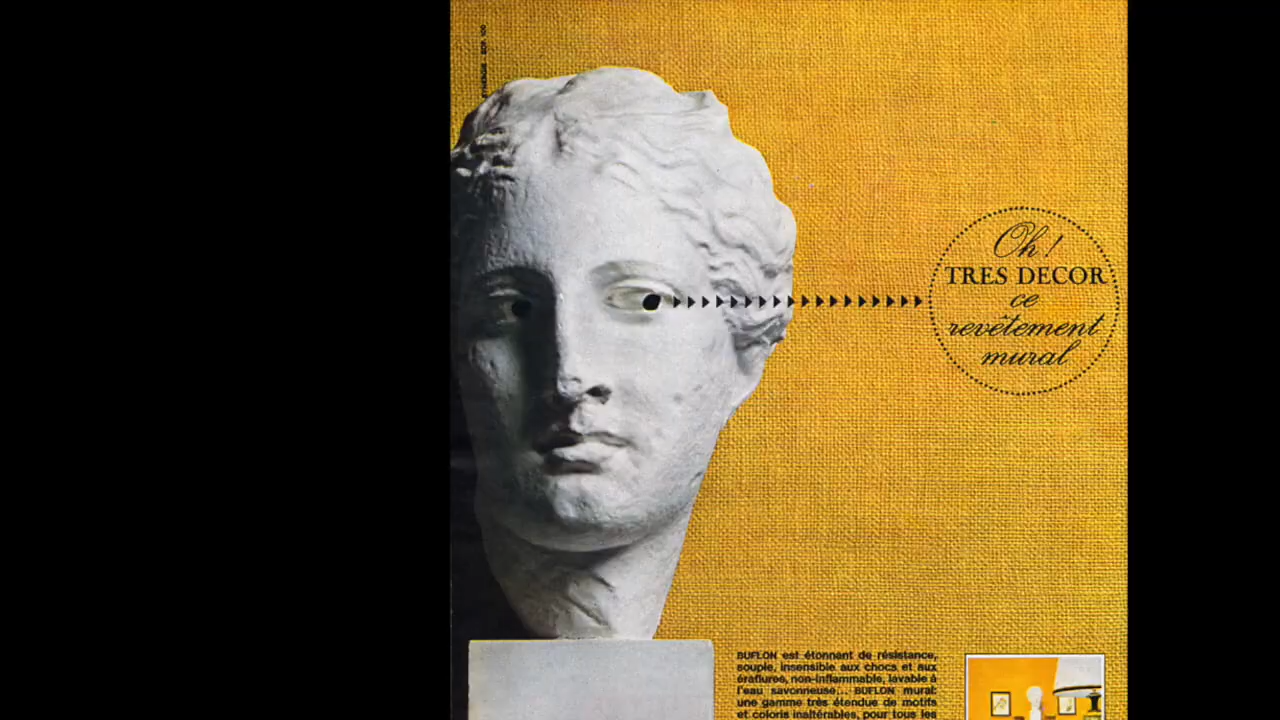 Oh!
TRES DECOR
ce
revêtement
mural
BUFLON est étonnant de résistance,
souple, insensible aux chocs et aux
éraflures, non-inflammable, lavable à
l'eau savonneuse... BUFLON mural:
une gamme très étendue de motifs
et coloris inaltérables, pour tous les